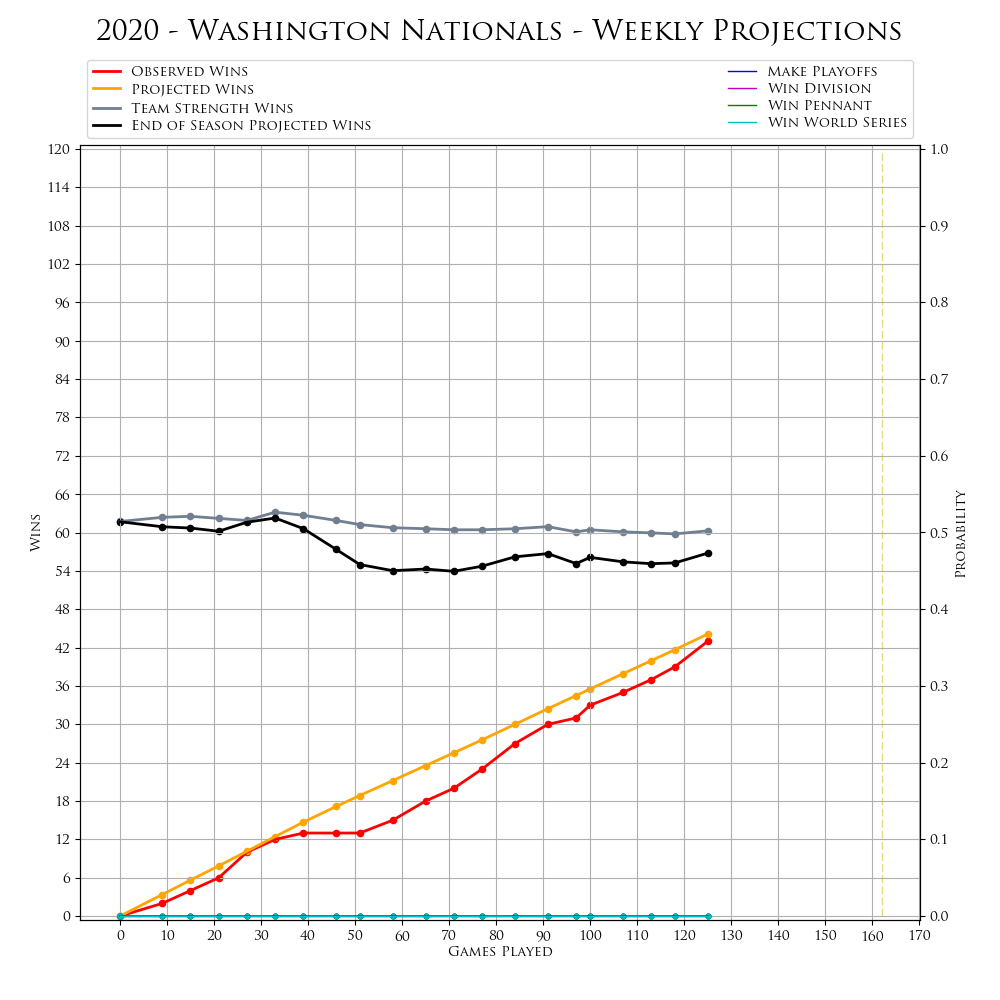 2020 - Washington Nationals - Weekly Projections
Observed Wins
Projected Wins
Team Strength Wins
End of Season Projected Wins
Make Playoffs
Win Division
Win Pennant
Win World Series
120
114
108
102
96
90
84
78
72
66
60
54
48
42
36
30
24
18
12
6
0
Wins
1.0
0.9
0.8
0.7
0.6
0.5
0.4
0.3
0.2
0.1
0.0
Probability
0 10 20 30 40 50 60 70 80 90 100 110 120 130 140 150 160 170
Games Played